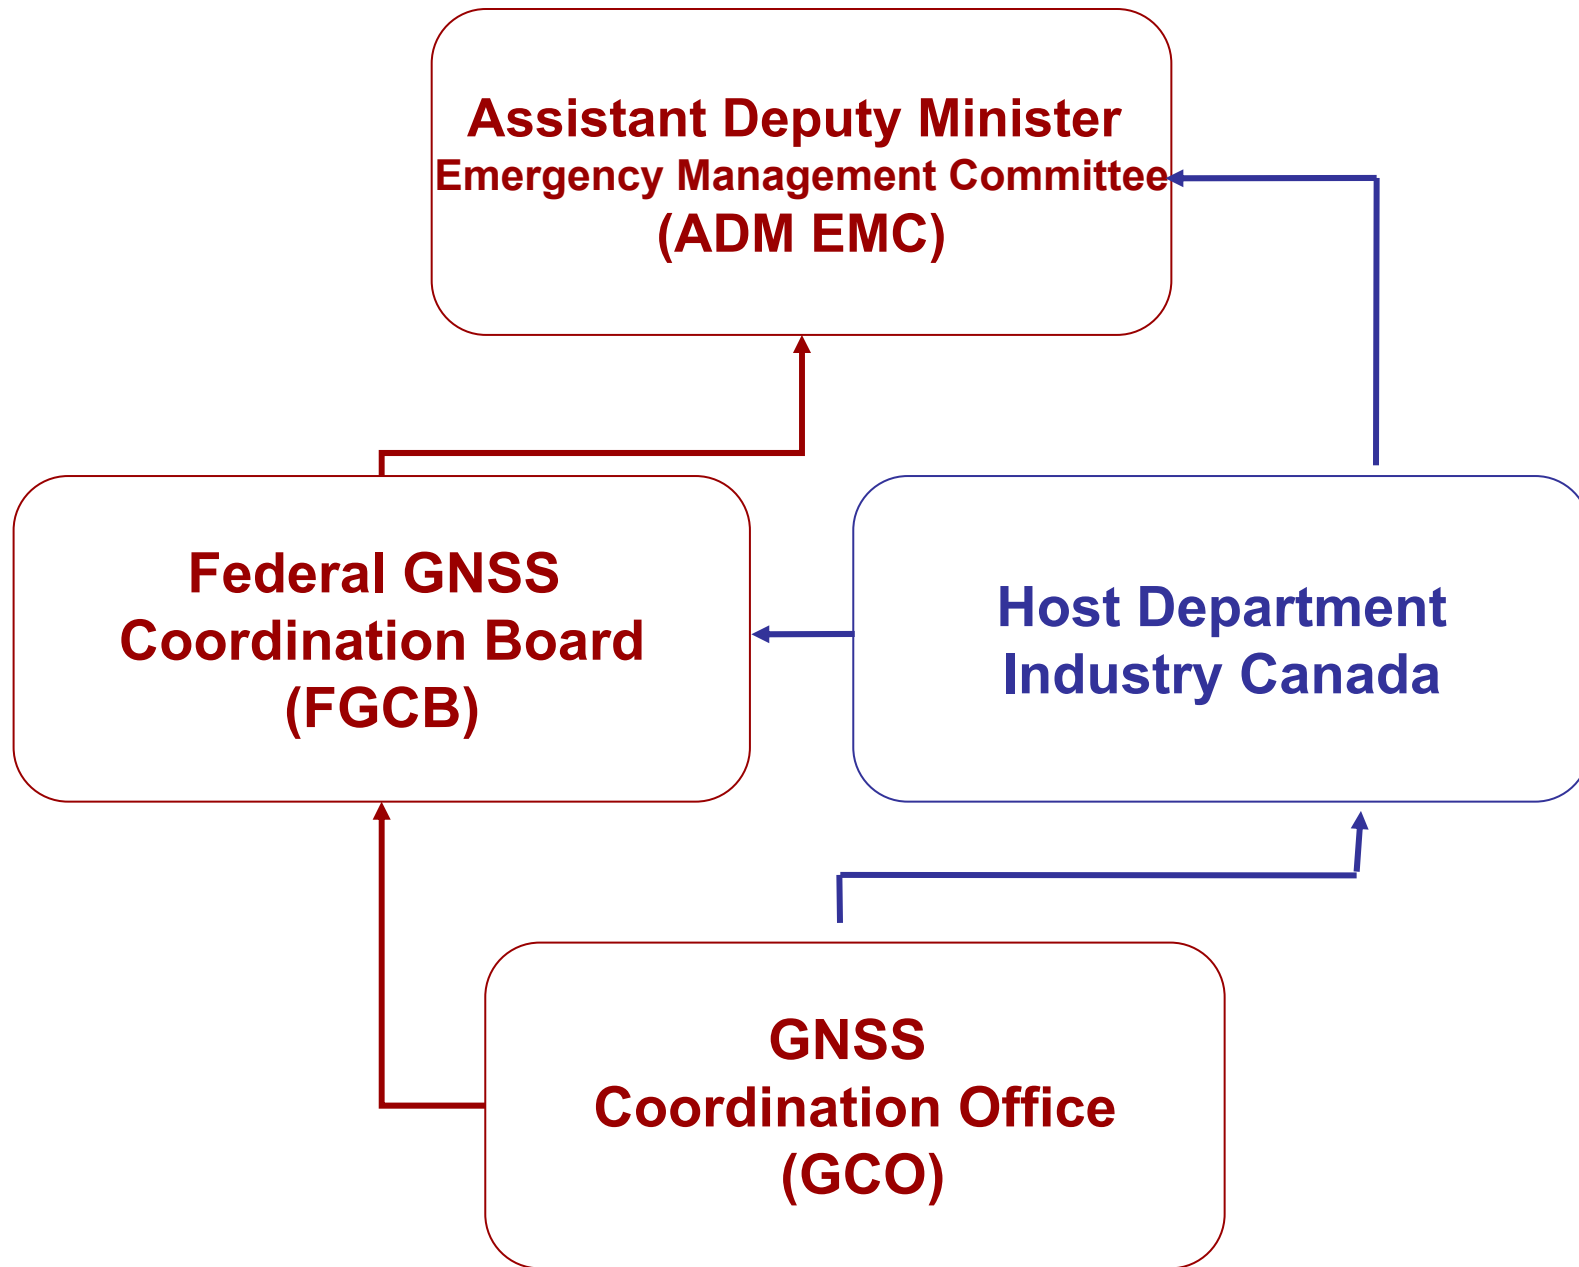 Assistant Deputy Minister
Emergency Management Committee
(ADM EMC)
Federal GNSS
Coordination Board
(FGCB)
Host Department
Industry Canada
GNSS
Coordination Office
(GCO)